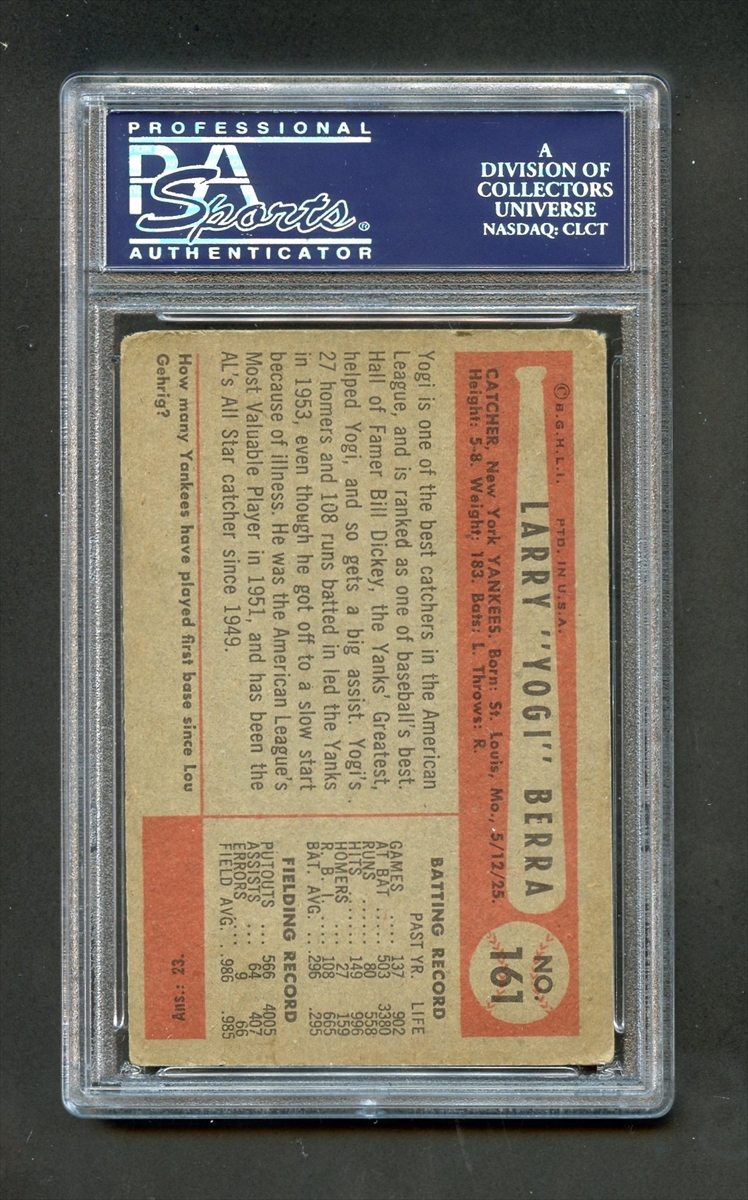 PROFESSIONAL
PSA
Sports®
AUTHENTICATOR
A
DIVISION OF
COLLECTORS
UNIVERSE
NASDAQ: CLCT
© B.G.H.L.I. PTD. IN U.S.A.
LARRY "YOGI" BERRA
NO.
161
CATCHER, New York YANKEES. Born: St. Louis, Mo., 5/12/25.
Height: 5-8. Weight: 183. Bats: L. Throws: R.
Yogi is one of the best catchers in the American
League, and is ranked as one of baseball's best.
Hall of Famer Bill Dickey, the Yanks' Greatest,
helped Yogi, and so gets a big assist. Yogi's
27 homers and 108 runs batted in led the Yanks
in 1953, even though he got off to a slow start
because of illness. He was the American League's
Most Valuable Player in 1951, and has been the
AL's All Star catcher since 1949.
BATTING RECORD
PAST YR. LIFE
GAMES .... 137 902
AT BAT ..... 503 3380
RUNS ....... 80 558
HITS ...... 149 996
HOMERS .... 27 159
R. B. I. .... 108 665
BAT. AVG. .. .296 .295
FIELDING RECORD
PUTOUTS ... 566 4005
ASSISTS ... 64 407
ERRORS ... 9 66
FIELD AVG. .. .986 .985
How many Yankees have played first base since Lou
Gehrig?
Ans.: 23.